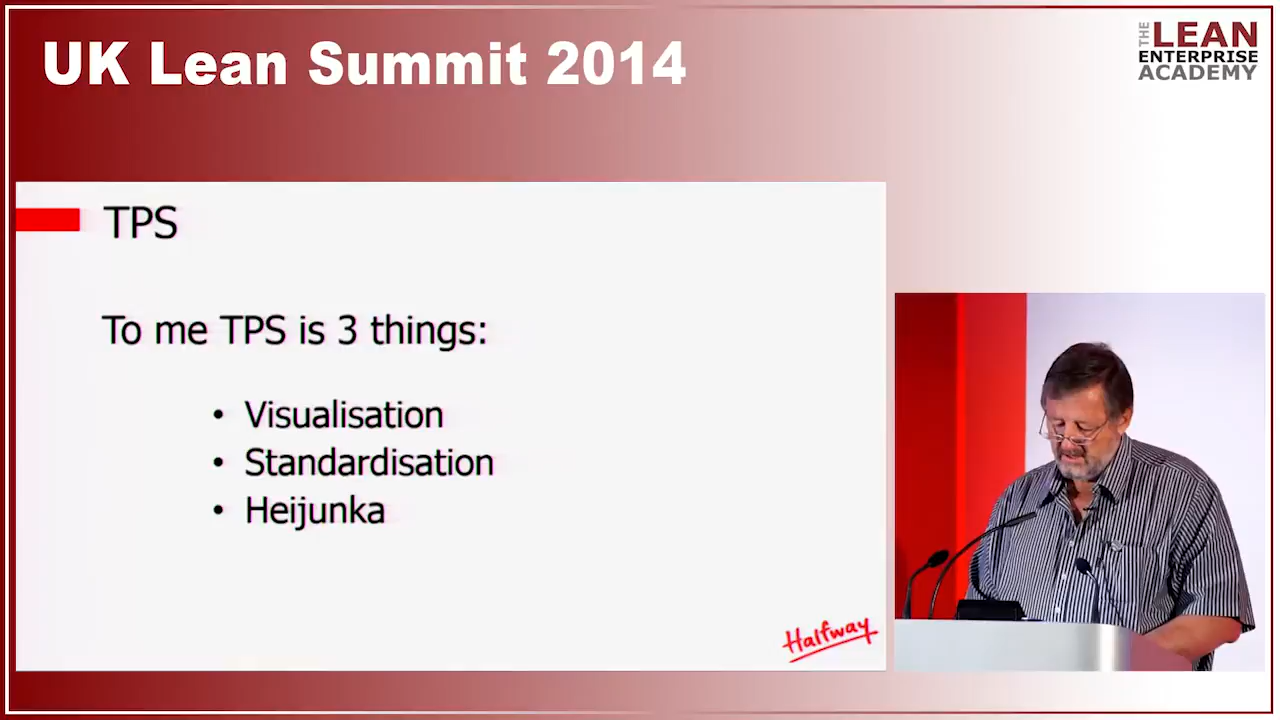 UK Lean Summit 2014
THE LEAN
ENTERPRISE
ACADEMY
TPS
To me TPS is 3 things:
• Visualisation
• Standardisation
• Heijunka
Halfway